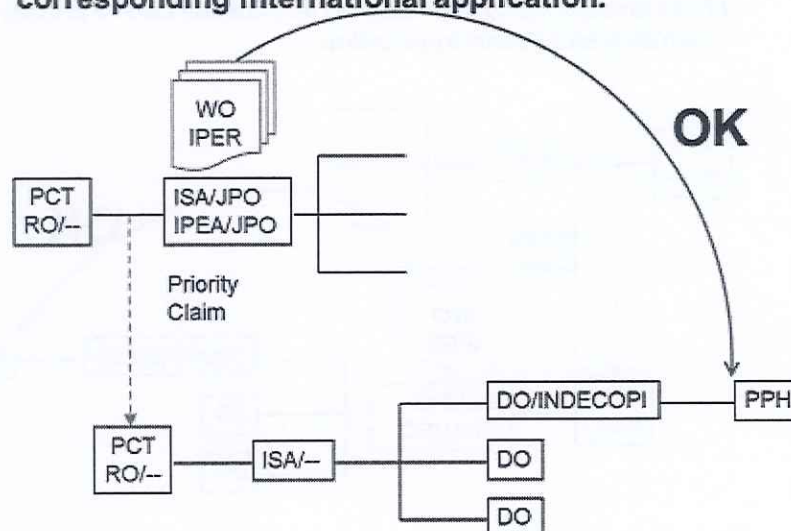 corresponding international application.
WO
IPER
OK
PCT
RO/--
ISA/JPO
IPEA/JPO
Priority
Claim
DO/INDECOPI
PPH
PCT
RO/--
ISA/--
DO
DO